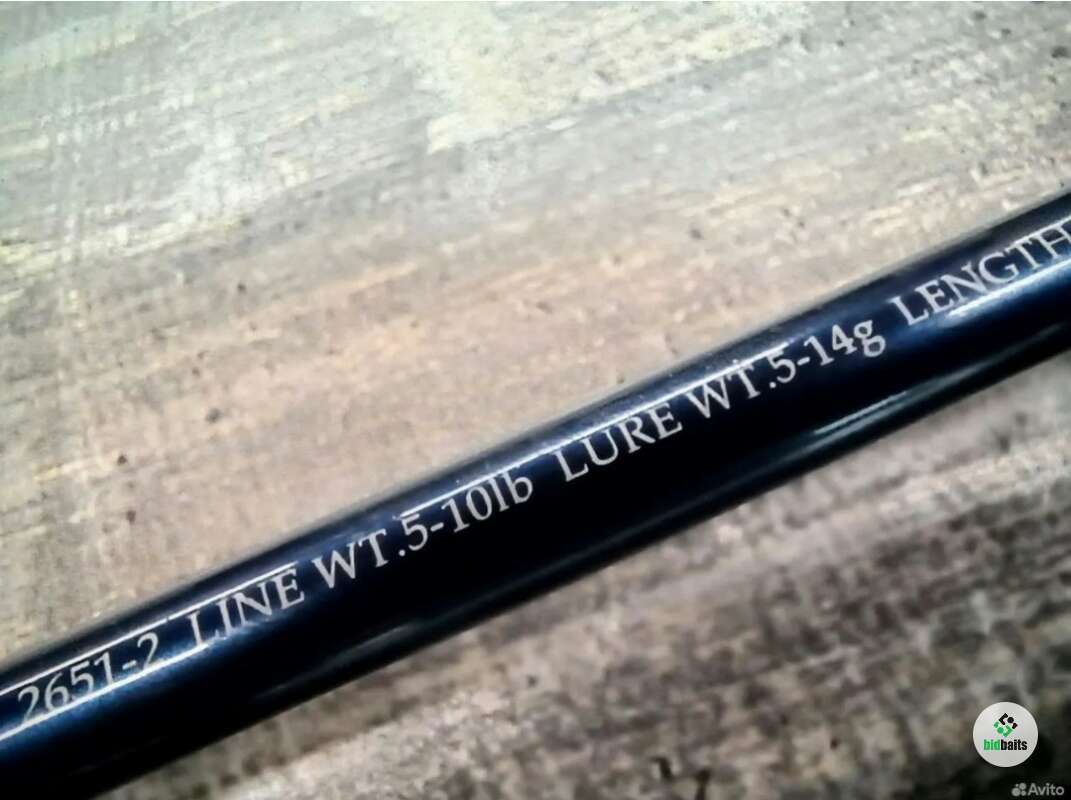 2651-2 LINE WT.5-10lb LURE WT.5-14g LENGTH
bidbaits
Avito